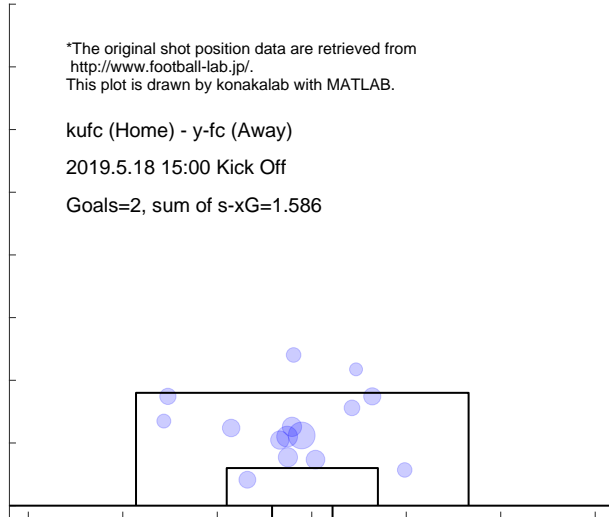 *The original shot position data are retrieved from
http://www.football-lab.jp/.
This plot is drawn by konakalab with MATLAB.
kufc (Home) - y-fc (Away)
2019.5.18 15:00 Kick Off
Goals=2, sum of s-xG=1.586